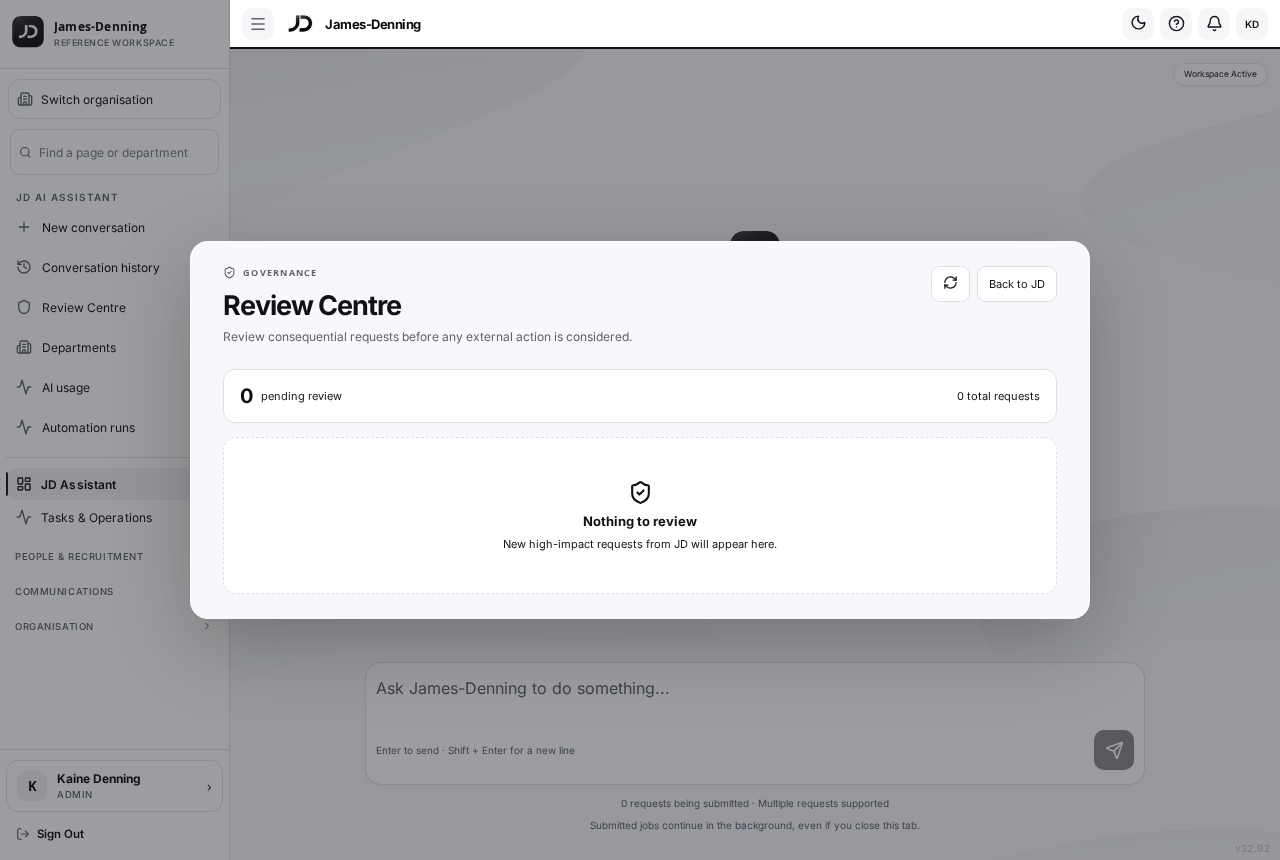 James-Denning
REFERENCE WORKSPACE
Switch organisation
Find a page or department
JD AI ASSISTANT
New conversation
Conversation history
Review Centre
Departments
AI usage
Automation runs
JD Assistant
Tasks & Operations
PEOPLE & RECRUITMENT
COMMUNICATIONS
ORGANISATION
K
Kaine Denning
ADMIN
Sign Out
JD James-Denning
KD
Workspace Active
GOVERNANCE
Review Centre
Review consequential requests before any external action is considered.
Back to JD
0 pending review
0 total requests
Nothing to review
New high-impact requests from JD will appear here.
Ask James-Denning to do something...
Enter to send · Shift + Enter for a new line
0 requests being submitted · Multiple requests supported
Submitted jobs continue in the background, even if you close this tab.
v32.92